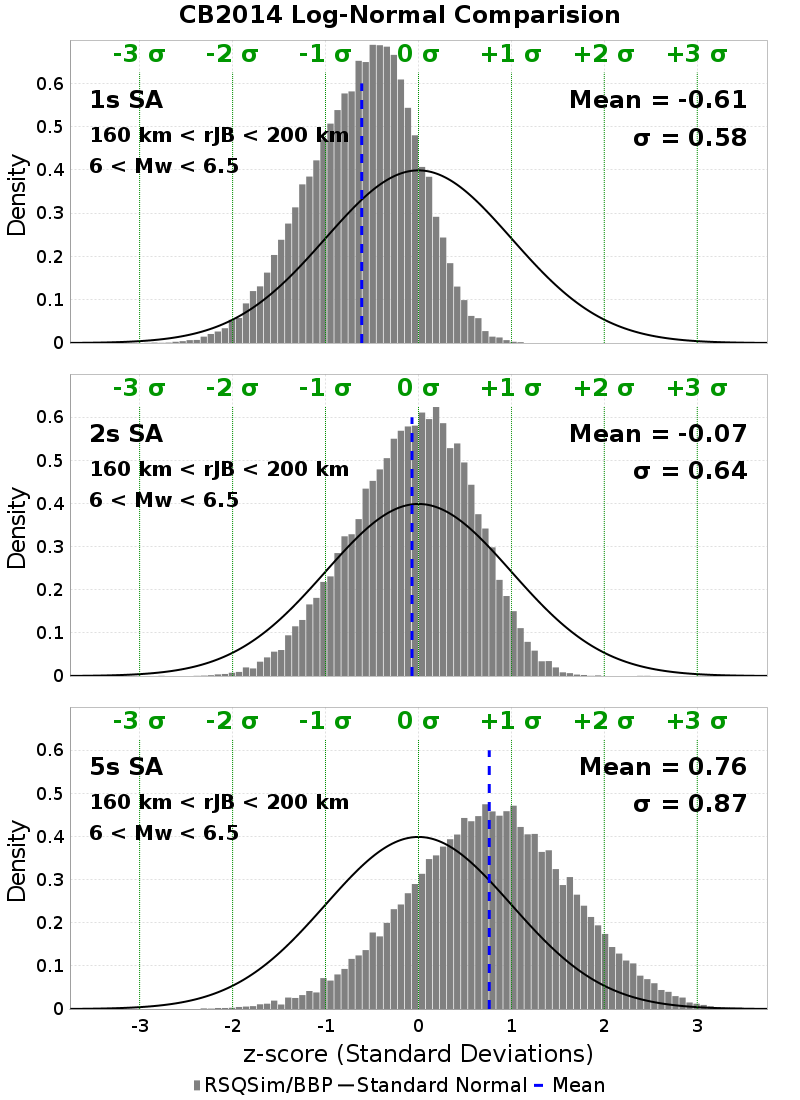 CB2014 Log-Normal Comparision
-3 σ -2 σ -1 σ 0 σ +1 σ +2 σ +3 σ
1s SA
Mean = -0.61
160 km < rJB < 200 km
σ = 0.58
6 < Mw < 6.5
Density
0.6
0.5
0.4
0.3
0.2
0.1
0
-3 σ -2 σ -1 σ 0 σ +1 σ +2 σ +3 σ
2s SA
Mean = -0.07
160 km < rJB < 200 km
σ = 0.64
6 < Mw < 6.5
Density
0.6
0.5
0.4
0.3
0.2
0.1
0
-3 σ -2 σ -1 σ 0 σ +1 σ +2 σ +3 σ
5s SA
Mean = 0.76
160 km < rJB < 200 km
σ = 0.87
6 < Mw < 6.5
Density
0.6
0.5
0.4
0.3
0.2
0.1
0
-3 -2 -1 0 1 2 3
z-score (Standard Deviations)
RSQSim/BBP Standard Normal Mean